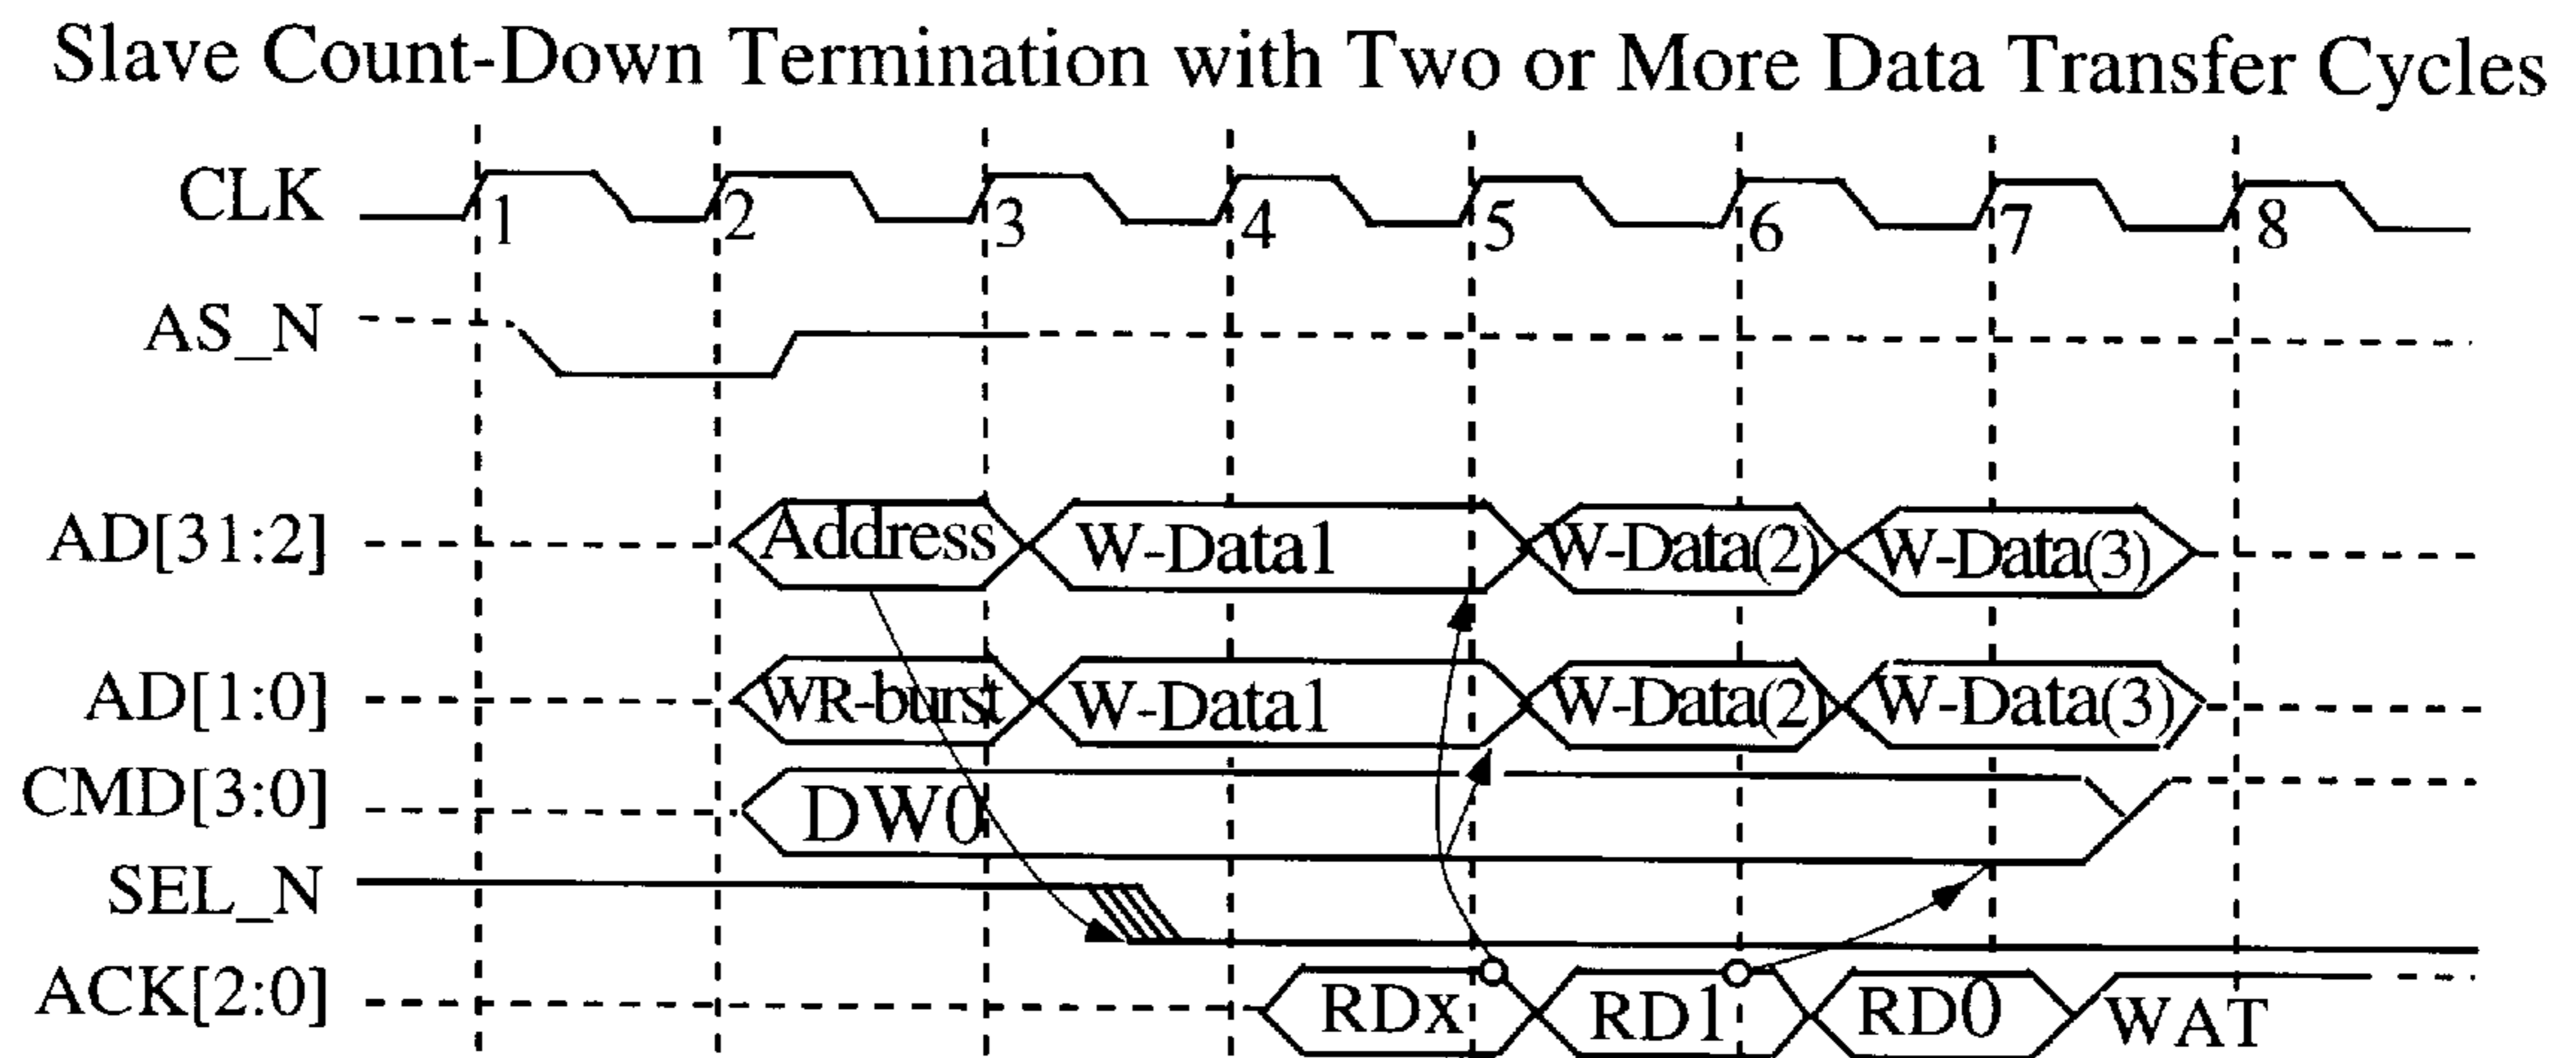 Slave Count-Down Termination with Two or More Data Transfer Cycles
CLK 1 2 3 4 5 6 7 8
AS_N
AD[31:2] Address W-Data1 W-Data(2) W-Data(3)
AD[1:0] WR-burst W-Data1 W-Data(2) W-Data(3)
CMD[3:0] DW0
SEL_N
ACK[2:0] RDx RD1 RD0 WAT